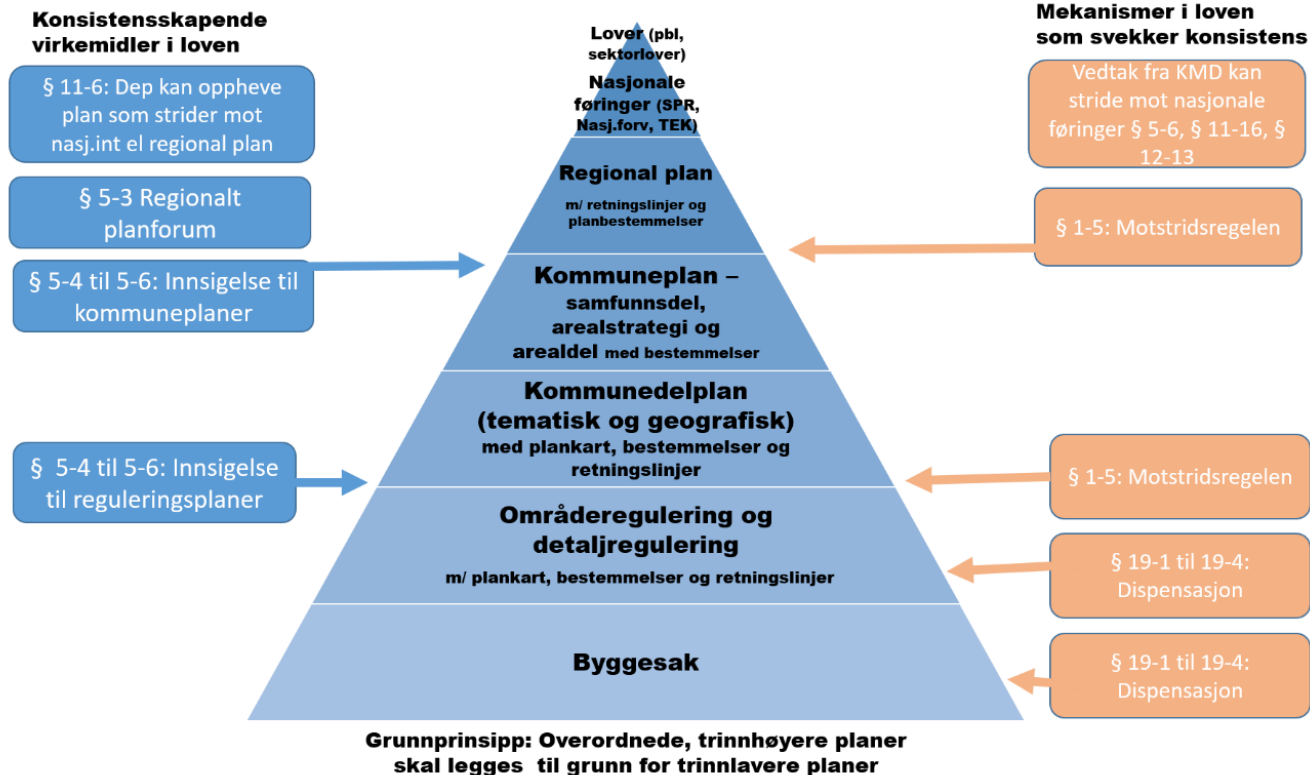 Konsistensskapende
virkemidler i loven
§ 11-6: Dep kan oppheve
plan som strider mot
nasj.int el regional plan
§ 5-3 Regionalt
planforum
§ 5-4 til 5-6: Innsigelse til
kommuneplaner
§ 5-4 til 5-6: Innsigelse
til reguleringsplaner
Lover (pbl,
sektorlover)
Nasjonale
føringer (SPR,
Nasj.forv, TEK)
Regional plan
m/ retningslinjer og
planbestemmelser
Kommuneplan –
samfunnsdel,
arealstrategi og
arealdel med bestemmelser
Kommunedelplan
(tematisk og geografisk)
med plankart, bestemmelser og
retningslinjer
Områderegulering og
detaljregulering
m/ plankart, bestemmelser og retningslinjer
Byggesak
Mekanismer i loven
som svekker konsistens
Vedtak fra KMD kan
stride mot nasjonale
føringer § 5-6, § 11-16, §
12-13
§ 1-5: Motstridsregelen
§ 1-5: Motstridsregelen
§ 19-1 til 19-4:
Dispensasjon
§ 19-1 til 19-4:
Dispensasjon
Grunnprinsipp: Overordnede, trinnhøyere planer
skal legges til grunn for trinnlavere planer